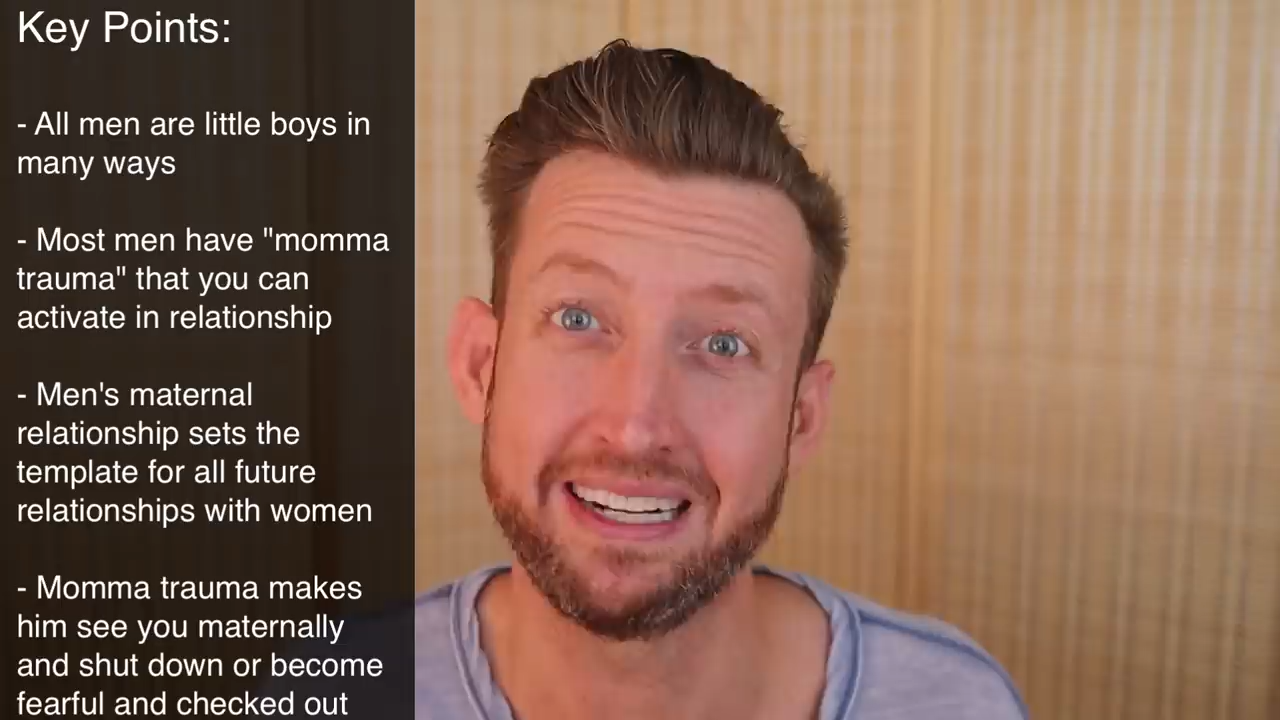 Key Points:
- All men are little boys in
many ways
- Most men have "momma
trauma" that you can
activate in relationship
- Men's maternal
relationship sets the
template for all future
relationships with women
- Momma trauma makes
him see you maternally
and shut down or become
fearful and checked out